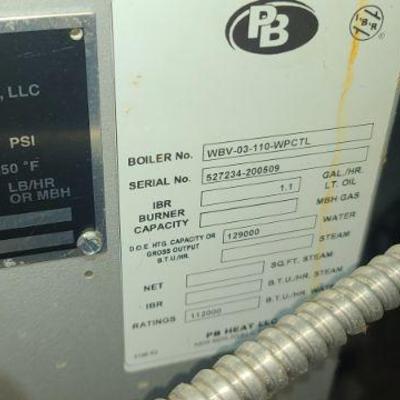 PB
I=B=R
®
, LLC
PSI
50 °F
LB/HR
OR MBH
BOILER No. WBV-03-110-WPCTL
SERIAL No. 527234-200509
IBR BURNER CAPACITY 1.1 GAL./HR. LT. OIL
MBH GAS
D.O.E. HTG. CAPACITY OR GROSS OUTPUT B.T.U./HR. 129000 WATER
STEAM
NET SQ.FT. STEAM
IBR B.T.U./HR. STEAM
RATINGS 112000 B.T.U./HR. WATER
PB HEAT LLC